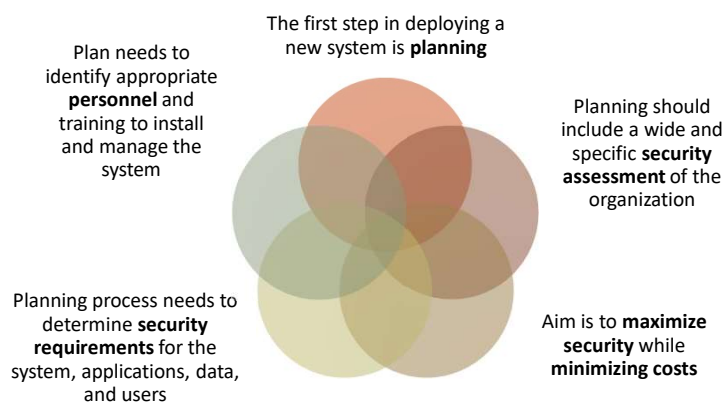 The first step in deploying a
new system is planning
Planning should
include a wide and
specific security
assessment of the
organization
Aim is to maximize
security while
minimizing costs
Planning process needs to
determine security
requirements for the
system, applications, data,
and users
Plan needs to
identify appropriate
personnel and
training to install
and manage the
system